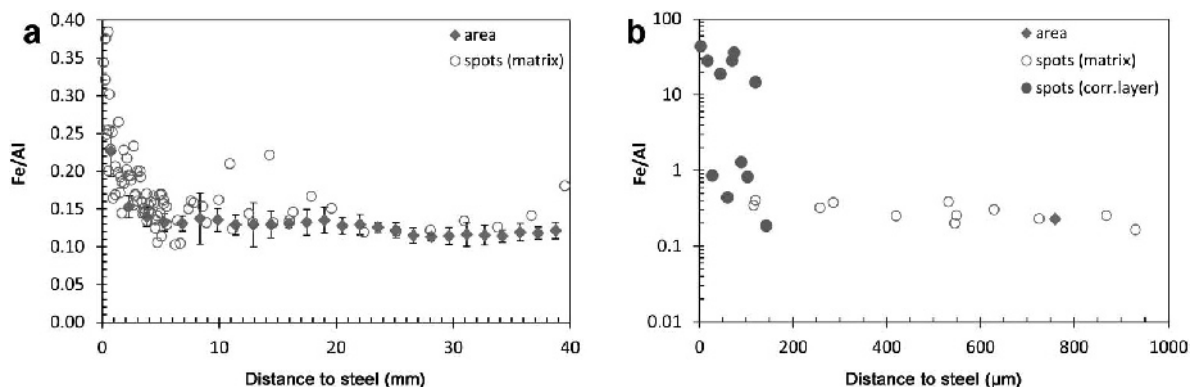 a
area
spots (matrix)
0.40
0.35
0.30
0.25
0.20
0.15
0.10
0.05
0.00
Fe/Al
0
10
20
30
40
Distance to steel (mm)
b
area
spots (matrix)
spots (corr.layer)
100
10
1
0.1
0.01
Fe/Al
0
200
400
600
800
1000
Distance to steel (µm)